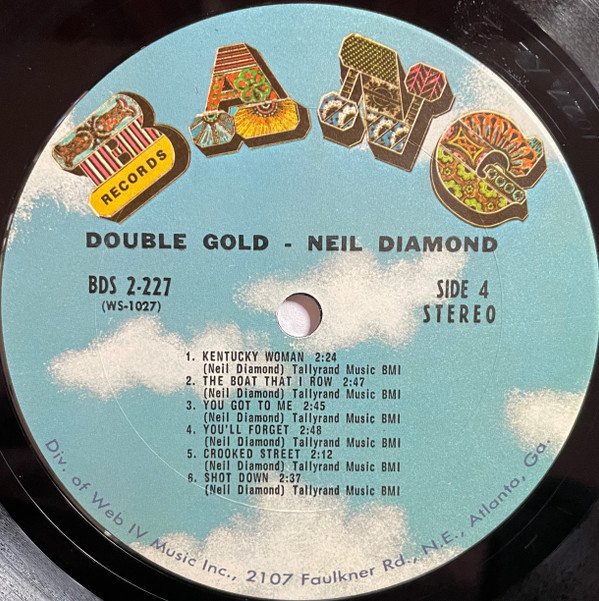 BANG
RECORDS
DOUBLE GOLD - NEIL DIAMOND
BDS 2-227
(WS-1027)
SIDE 4
STEREO
1. KENTUCKY WOMAN 2:24
(Neil Diamond) Tallyrand Music BMI
2. THE BOAT THAT I ROW 2:47
(Neil Diamond) Tallyrand Music BMI
3. YOU GOT TO ME 2:45
(Neil Diamond) Tallyrand Music BMI
4. YOU'LL FORGET 2:48
(Neil Diamond) Tallyrand Music BMI
5. CROOKED STREET 2:12
(Neil Diamond) Tallyrand Music BMI
6. SHOT DOWN 2:37
(Neil Diamond) Tallyrand Music BMI
Div. of Web IV Music Inc., 2107 Faulkner Rd., N.E., Atlanta, Ga.